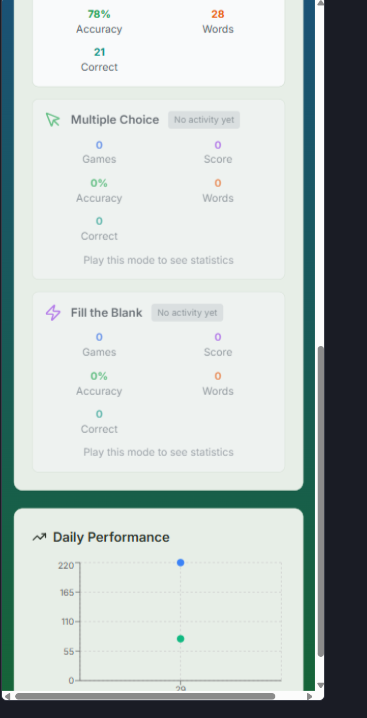 78% 28
Accuracy Words
21
Correct
Multiple Choice No activity yet
0 0
Games Score
0% 0
Accuracy Words
0
Correct
Play this mode to see statistics
Fill the Blank No activity yet
0 0
Games Score
0% 0
Accuracy Words
0
Correct
Play this mode to see statistics
Daily Performance
220
165
110
55
0
29